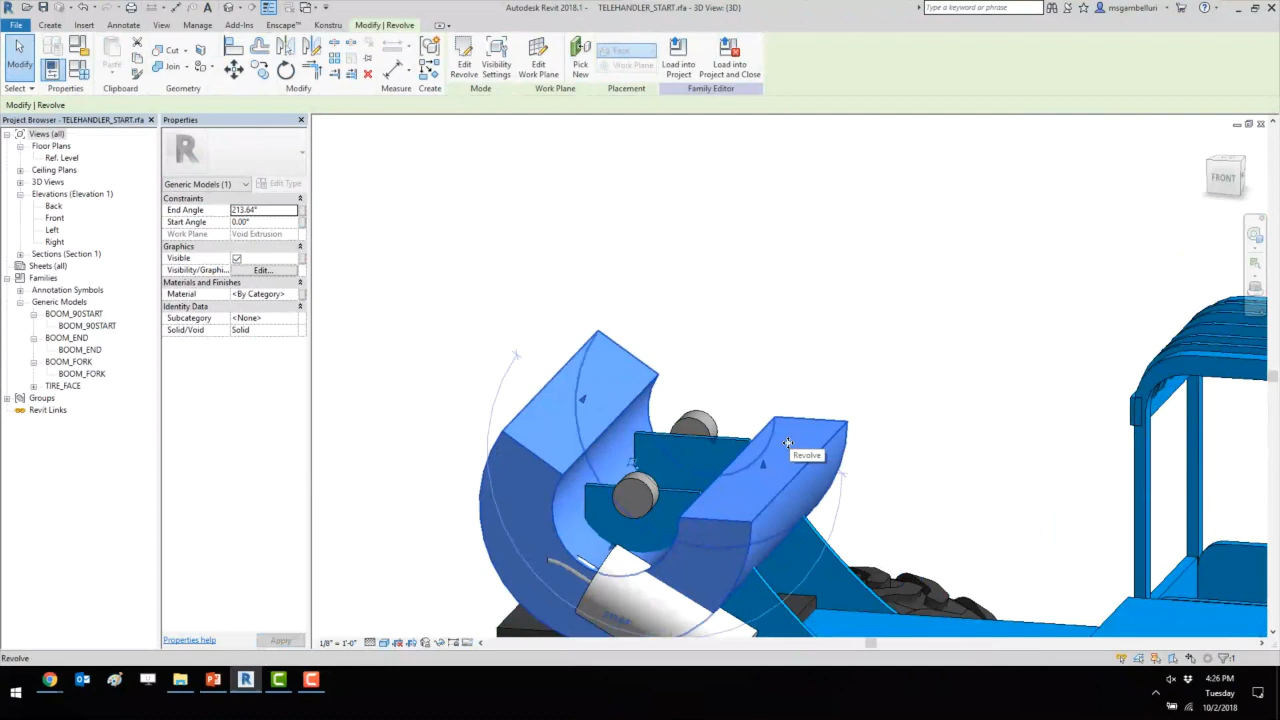 Autodesk Revit 2018.1 - TELEHANDLER_START.rfa - 3D View: {3D}
Type a keyword or phrase
msgambelluri
File Create Insert Annotate View Manage Add-Ins Enscape™ Konstru Modify | Revolve
Modify
Paste
Cut
Join
Edit Revolve
Visibility Settings
Edit Work Plane
Pick New
Face
Work Plane
Load into Project
Load into Project and Close
Select Properties Clipboard Geometry Modify Measure Create Mode Work Plane Placement Family Editor
Modify | Revolve
Project Browser - TELEHANDLER_START.rfa
Views (all)
Floor Plans
Ref. Level
Ceiling Plans
3D Views
Elevations (Elevation 1)
Back
Front
Left
Right
Sections (Section 1)
Sheets (all)
Families
Annotation Symbols
Generic Models
BOOM_90START
BOOM_90START
BOOM_END
BOOM_END
BOOM_FORK
BOOM_FORK
TIRE_FACE
Groups
Revit Links
Properties
R
Generic Models (1)
Edit Type
Constraints
End Angle 213.64°
Start Angle 0.00°
Work Plane Void Extrusion
Graphics
Visible
Visibility/Graphi... Edit...
Materials and Finishes
Material <By Category>
Identity Data
Subcategory <None>
Solid/Void Solid
Properties help
Apply
FRONT
Revolve
1/8" = 1'-0"
Revolve
:1
4:26 PM
Tuesday
10/2/2018